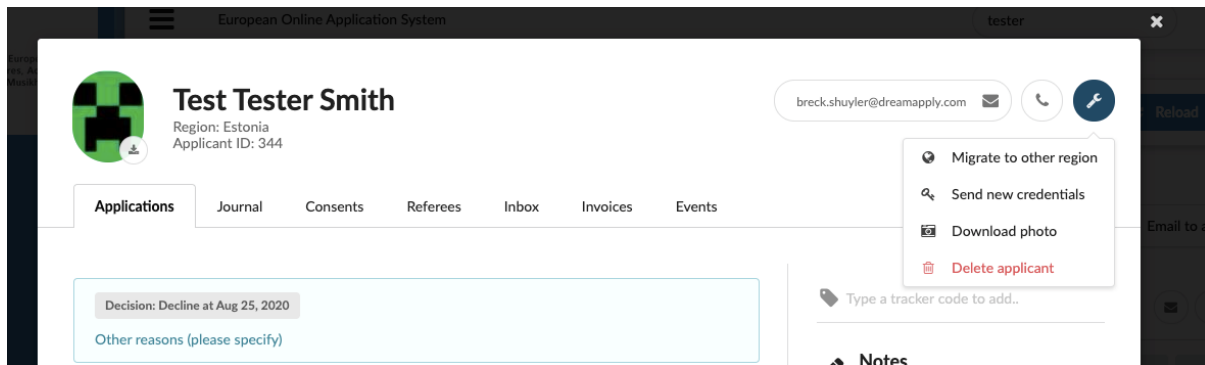 European Online Application System
tester
Reload
Email to a
Test Tester Smith
Region: Estonia
Applicant ID: 344
breck.shuyler@dreamapply.com
Migrate to other region
Send new credentials
Download photo
Delete applicant
Applications
Journal
Consents
Referees
Inbox
Invoices
Events
Decision: Decline at Aug 25, 2020
Other reasons (please specify)
Type a tracker code to add..
Notes